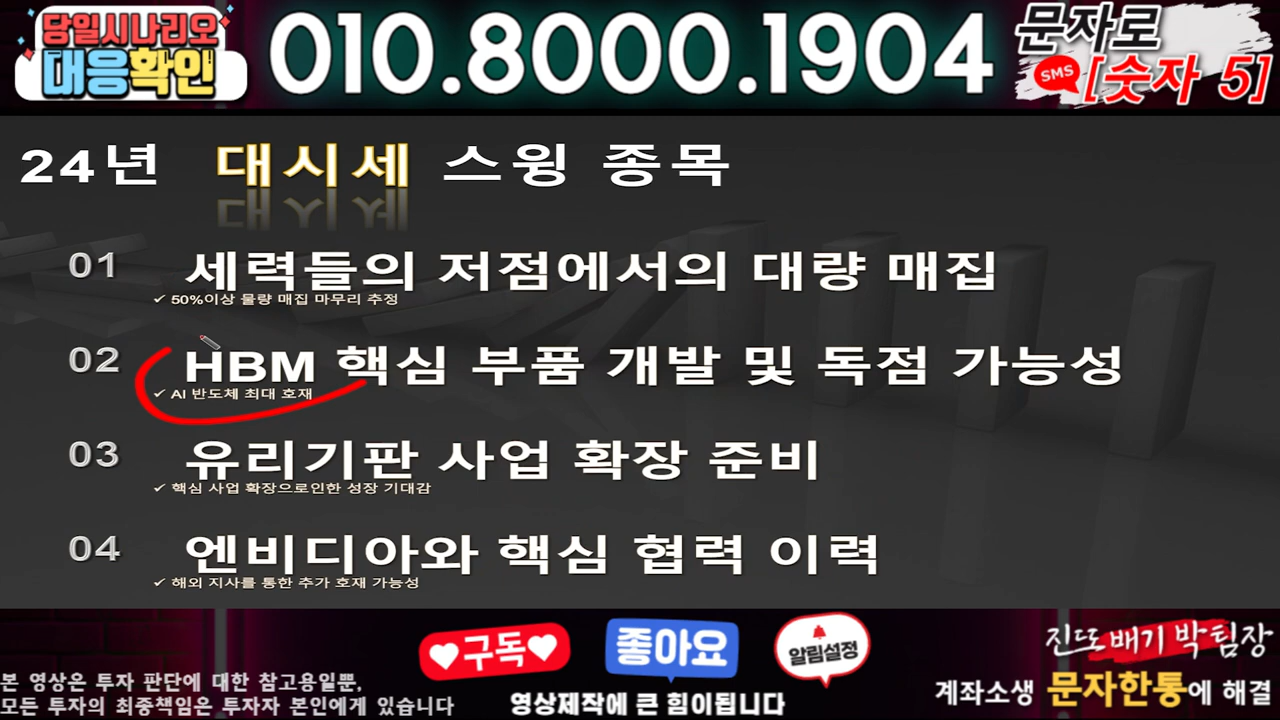 당일시나리오
대응확인
010.8000.1904
문자로
SMS [숫자 5]
24년 대시세 스윙 종목
01 세력들의 저점에서의 대량 매집
✓ 50%이상 물량 매집 마무리 추정
02 HBM 핵심 부품 개발 및 독점 가능성
✓ AI 반도체 최대 호재
03 유리기판 사업 확장 준비
✓ 핵심 사업 확장으로인한 성장 기대감
04 엔비디아와 핵심 협력 이력
✓ 해외 지사를 통한 추가 호재 가능성
구독
좋아요
알림설정
영상제작에 큰 힘이됩니다
본 영상은 투자 판단에 대한 참고용일뿐,
모든 투자의 최종책임은 투자자 본인에게 있습니다
진또배기 박팀장
계좌소생 문자한통에 해결